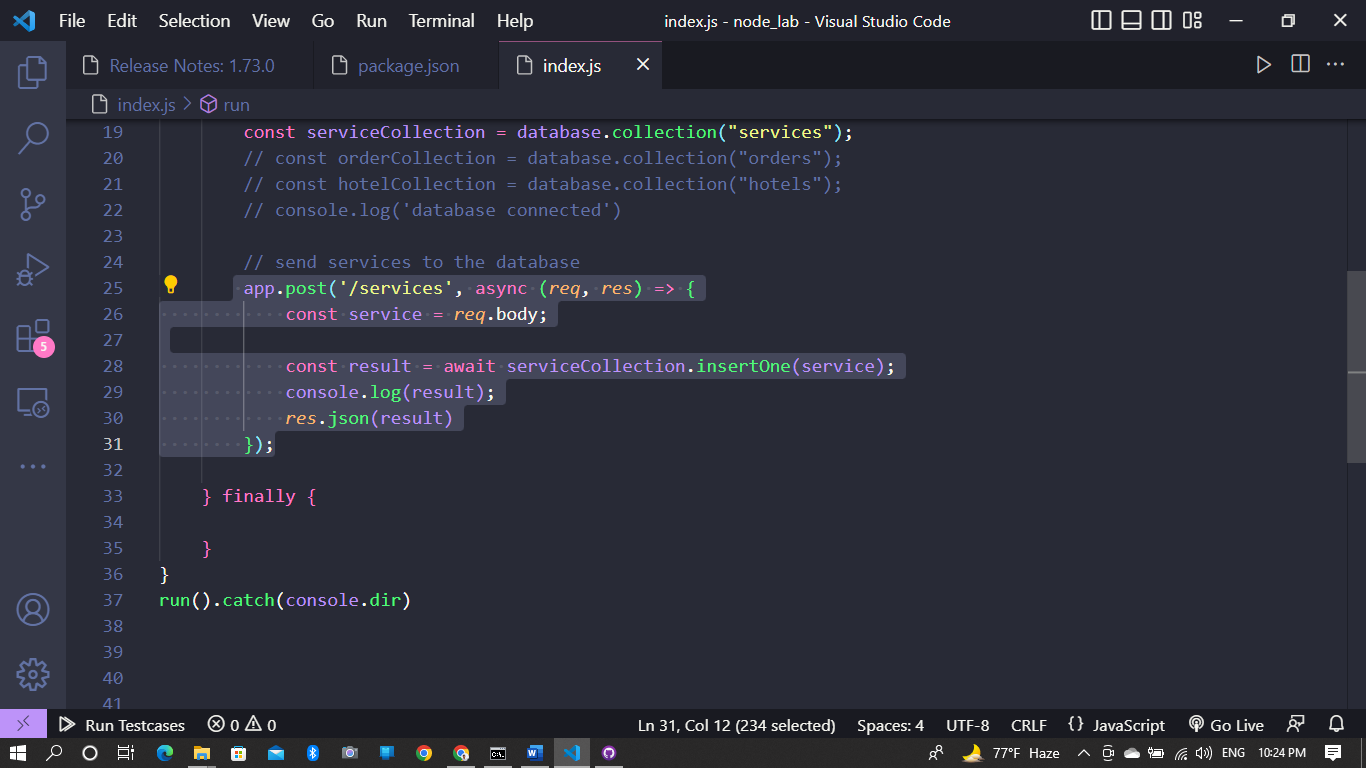 File Edit Selection View Go Run Terminal Help index.js - node_lab - Visual Studio Code
Release Notes: 1.73.0 package.json index.js
index.js > run
19 const serviceCollection = database.collection("services");
20 // const orderCollection = database.collection("orders");
21 // const hotelCollection = database.collection("hotels");
22 // console.log('database connected')
23
24 // send services to the database
25 app.post('/services', async (req, res) => {
26 const service = req.body;
27
28 const result = await serviceCollection.insertOne(service);
29 console.log(result);
30 res.json(result)
31 });
32
33 } finally {
34
35 }
36 }
37 run().catch(console.dir)
38
39
40
41
5
Run Testcases 0 0 Ln 31, Col 12 (234 selected) Spaces: 4 UTF-8 CRLF {} JavaScript Go Live
77°F Haze ENG 10:24 PM